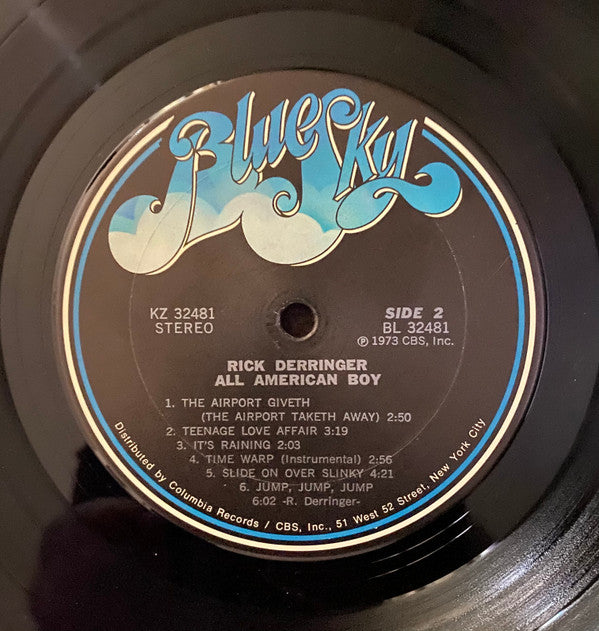 Blue Sky
KZ 32481
STEREO
SIDE 2
BL 32481
℗ 1973 CBS, Inc.
RICK DERRINGER
ALL AMERICAN BOY
1. THE AIRPORT GIVETH
(THE AIRPORT TAKETH AWAY) 2:50
2. TEENAGE LOVE AFFAIR 3:19
3. IT'S RAINING 2:03
4. TIME WARP (Instrumental) 2:56
5. SLIDE ON OVER SLINKY 4:21
6. JUMP, JUMP, JUMP
6:02 -R. Derringer-
Distributed by Columbia Records / CBS, Inc., 51 West 52 Street, New York City